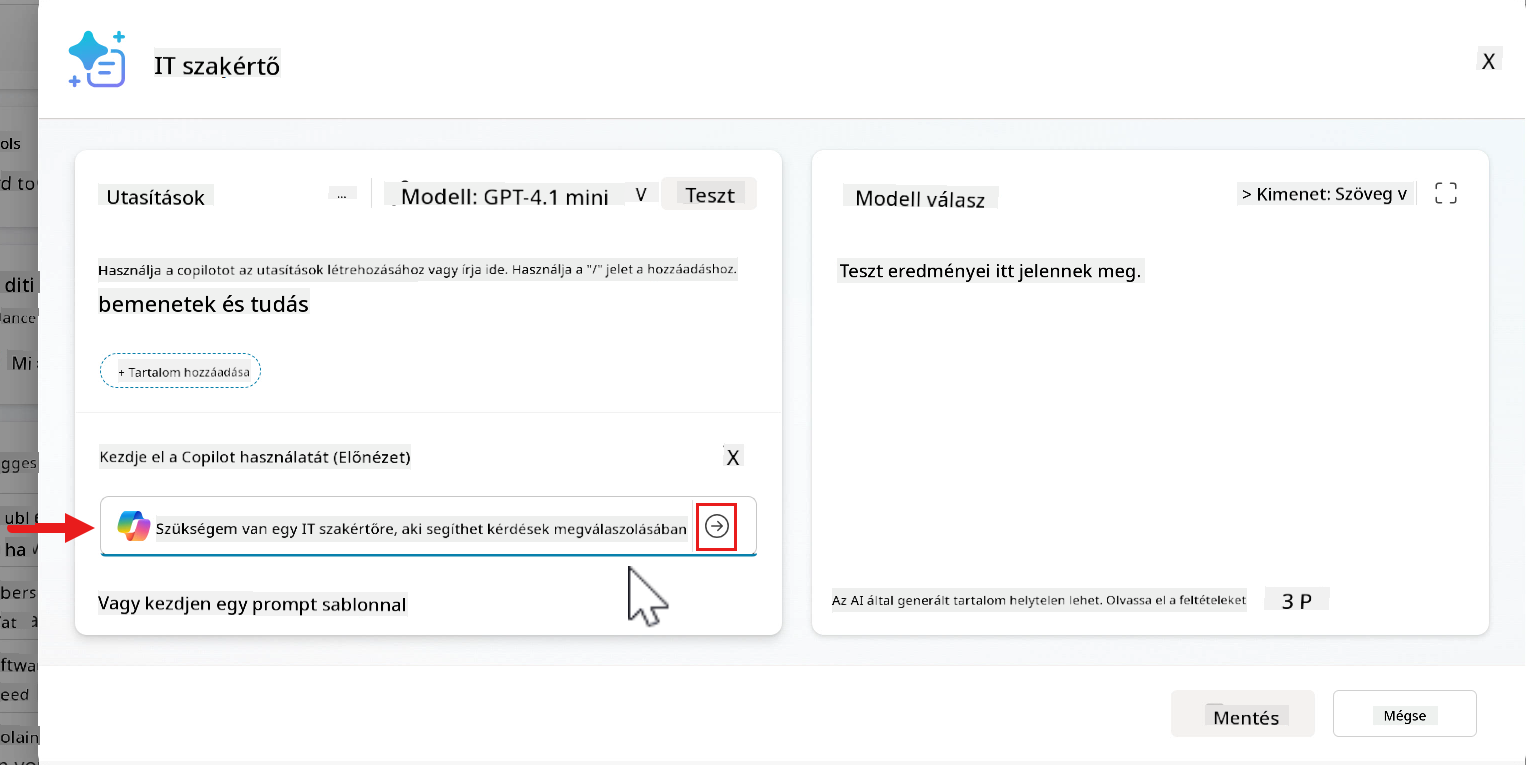 IT szakértő
X
Utasítások
...
Modell: GPT-4.1 mini
V
Teszt
Használja a copilotot az utasítások létrehozásához vagy írja ide. Használja a "/" jelet a hozzáadáshoz.
bemenetek és tudás
+ Tartalom hozzáadása
Kezdje el a Copilot használatát (Előnézet)
X
Szükségem van egy IT szakértőre, aki segíthet kérdések megválaszolásában
Vagy kezdjen egy prompt sablonnal
Modell válasz
> Kimenet: Szöveg v
Teszt eredményei itt jelennek meg.
Az AI által generált tartalom helytelen lehet. Olvassa el a feltételeket
3 P
Mentés
Mégse
ols
d to
diti
Mi
gges
ubl
ha
bers
at
ftwa
eed
olain